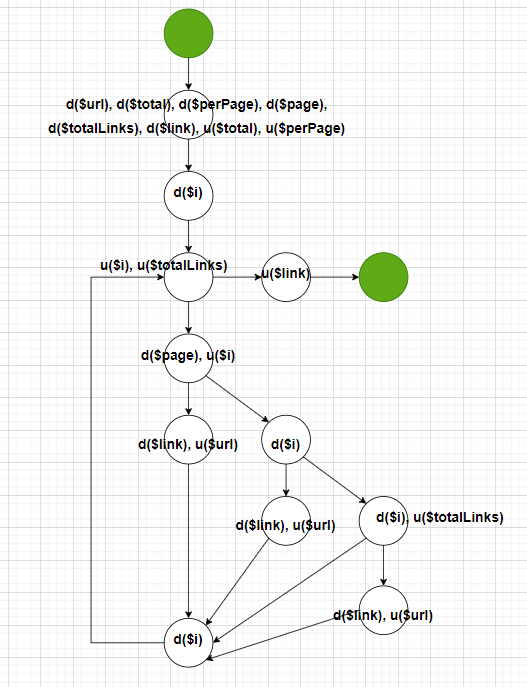 d($url), d($total), d($perPage), d($page),
d($totalLinks), d($link), u($total), u($perPage)
d($i)
u($i), u($totalLinks)
u($link)
d($page), u($i)
d($link), u($url)
d($i)
d($link), u($url)
d($i), u($totalLinks)
d($link), u($url)
d($i)